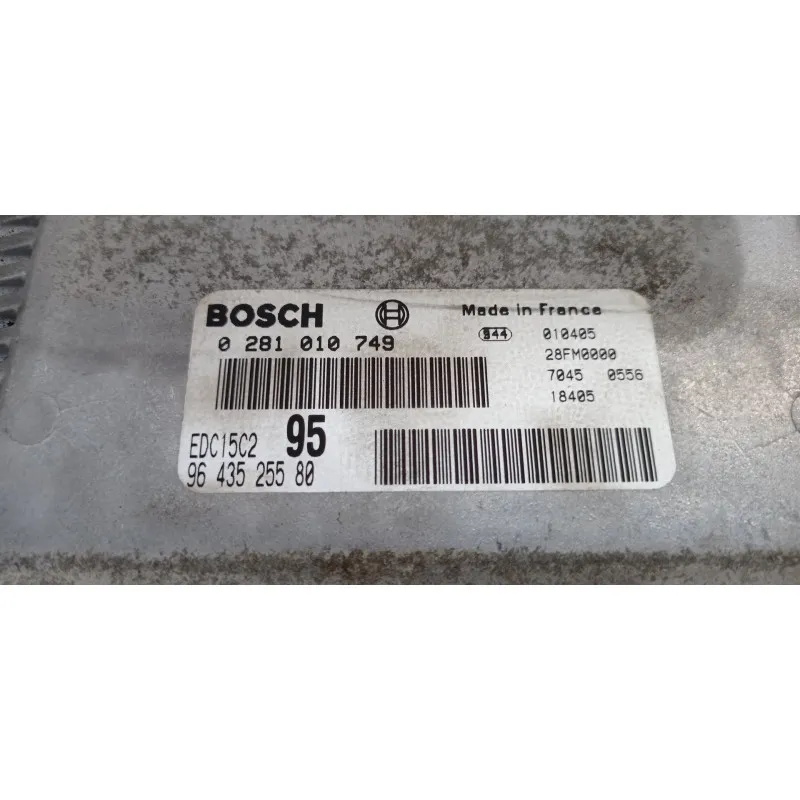 BOSCH
Made in France
0 281 010 749
S44
010405
28FM0000
7045 0556
18405
EDC15C2
95
96 435 255 80